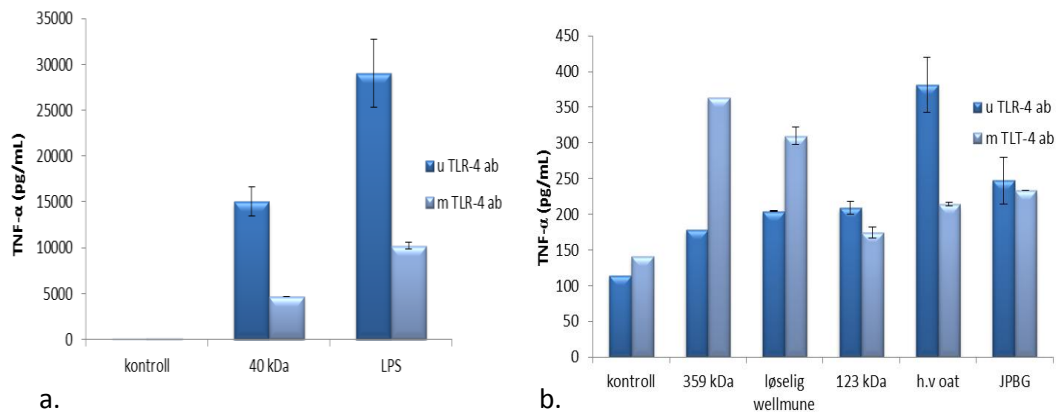 35000
30000
25000
20000
15000
10000
5000
0
TNF-α (pg/mL)
kontroll 40 kDa LPS
u TLR-4 ab
m TLR-4 ab
a.
450
400
350
300
250
200
150
100
50
0
TNF-α (pg/mL)
kontroll 359 kDa løselig wellmune 123 kDa h.v oat JPBG
u TLR-4 ab
m TLT-4 ab
b.